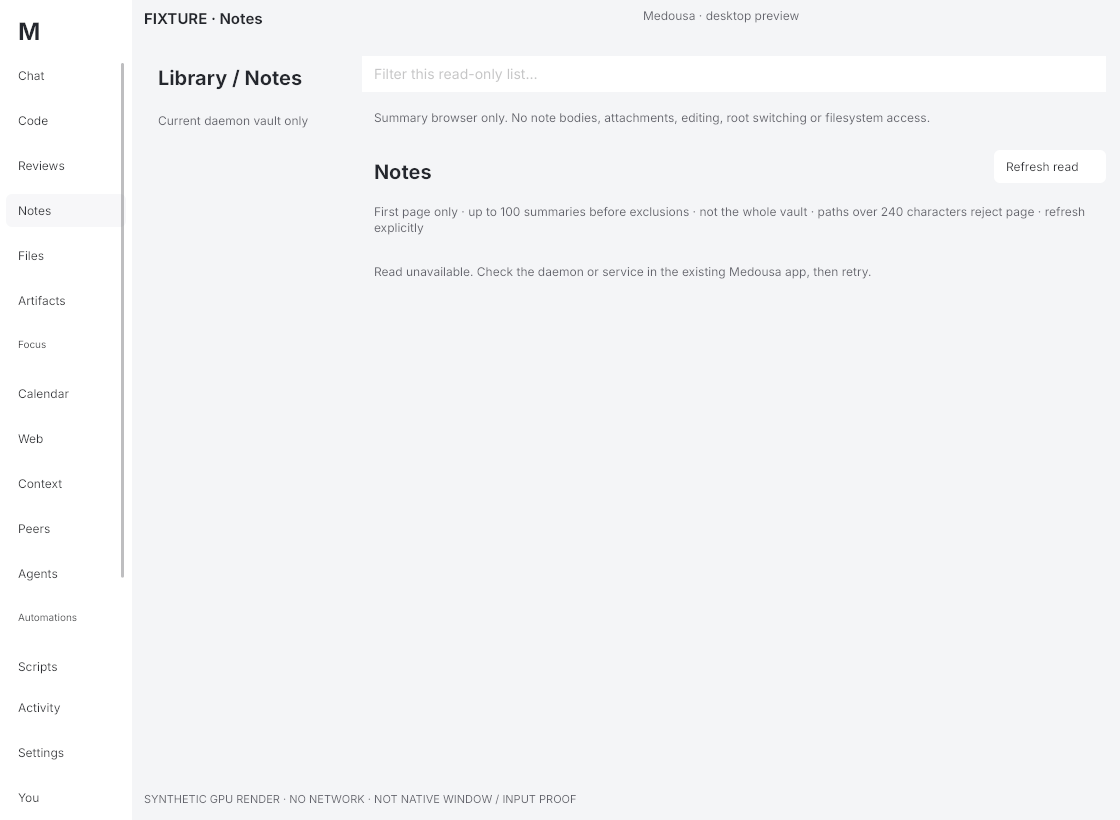 M
Chat
Code
Reviews
Notes
Files
Artifacts
Focus
Calendar
Web
Context
Peers
Agents
Automations
Scripts
Activity
Settings
You
FIXTURE · Notes
Medousa · desktop preview
Library / Notes
Current daemon vault only
Filter this read-only list...
Summary browser only. No note bodies, attachments, editing, root switching or filesystem access.
Notes
Refresh read
First page only · up to 100 summaries before exclusions · not the whole vault · paths over 240 characters reject page · refresh
explicitly
Read unavailable. Check the daemon or service in the existing Medousa app, then retry.
SYNTHETIC GPU RENDER · NO NETWORK · NOT NATIVE WINDOW / INPUT PROOF